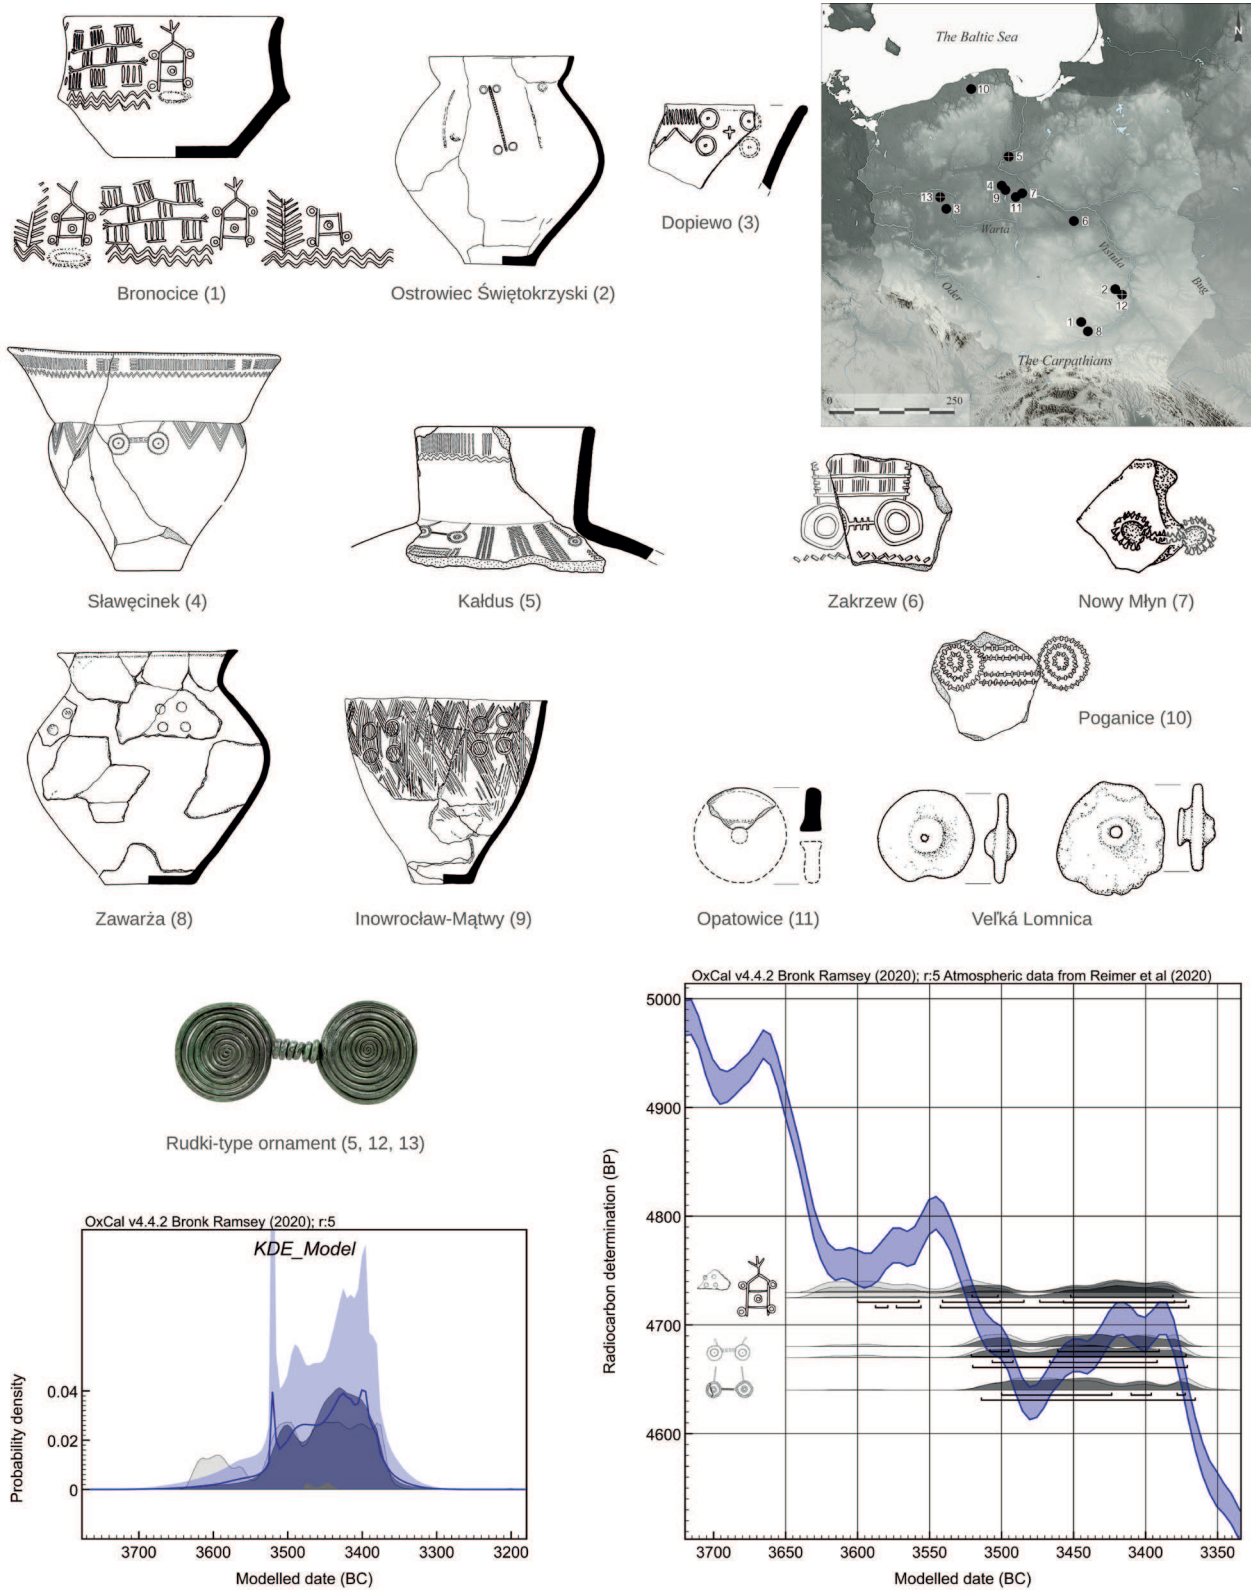 The Baltic Sea
N
10
5
4
9
7
11
13
3
6
Warta
Vistula
Oder
Bug
2
12
1
8
The Carpathians
0
250
Bronocice (1)
Ostrowiec Świętokrzyski (2)
Dopiewo (3)
Sławęcinek (4)
Kałdus (5)
Zakrzew (6)
Nowy Młyn (7)
Poganice (10)
Zawarża (8)
Inowrocław-Mątwy (9)
Opatowice (11)
Veľká Lomnica
Rudki-type ornament (5, 12, 13)
OxCal v4.4.2 Bronk Ramsey (2020); r:5
KDE_Model
Probability density
0.04
0.02
0
3700 3600 3500 3400 3300 3200
Modelled date (BC)
OxCal v4.4.2 Bronk Ramsey (2020); r:5 Atmospheric data from Reimer et al (2020)
Radiocarbon determination (BP)
5000
4900
4800
4700
4600
3700 3650 3600 3550 3500 3450 3400 3350
Modelled date (BC)